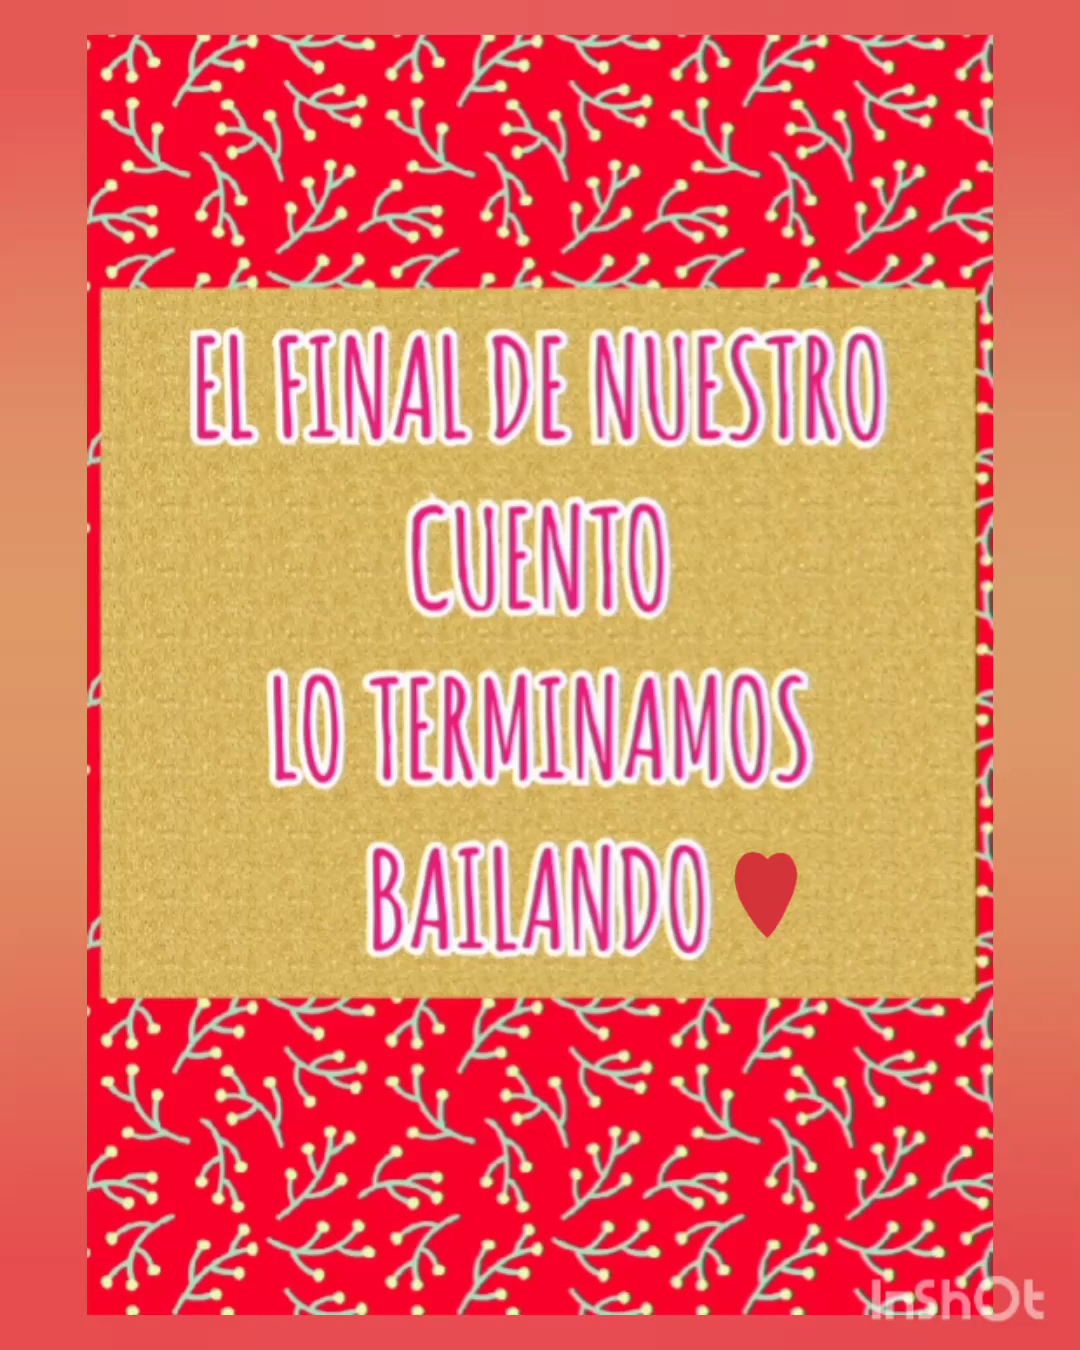 EL FINAL DE NUESTRO
CUENTO
LO TERMINAMOS
BAILANDO
InShOt